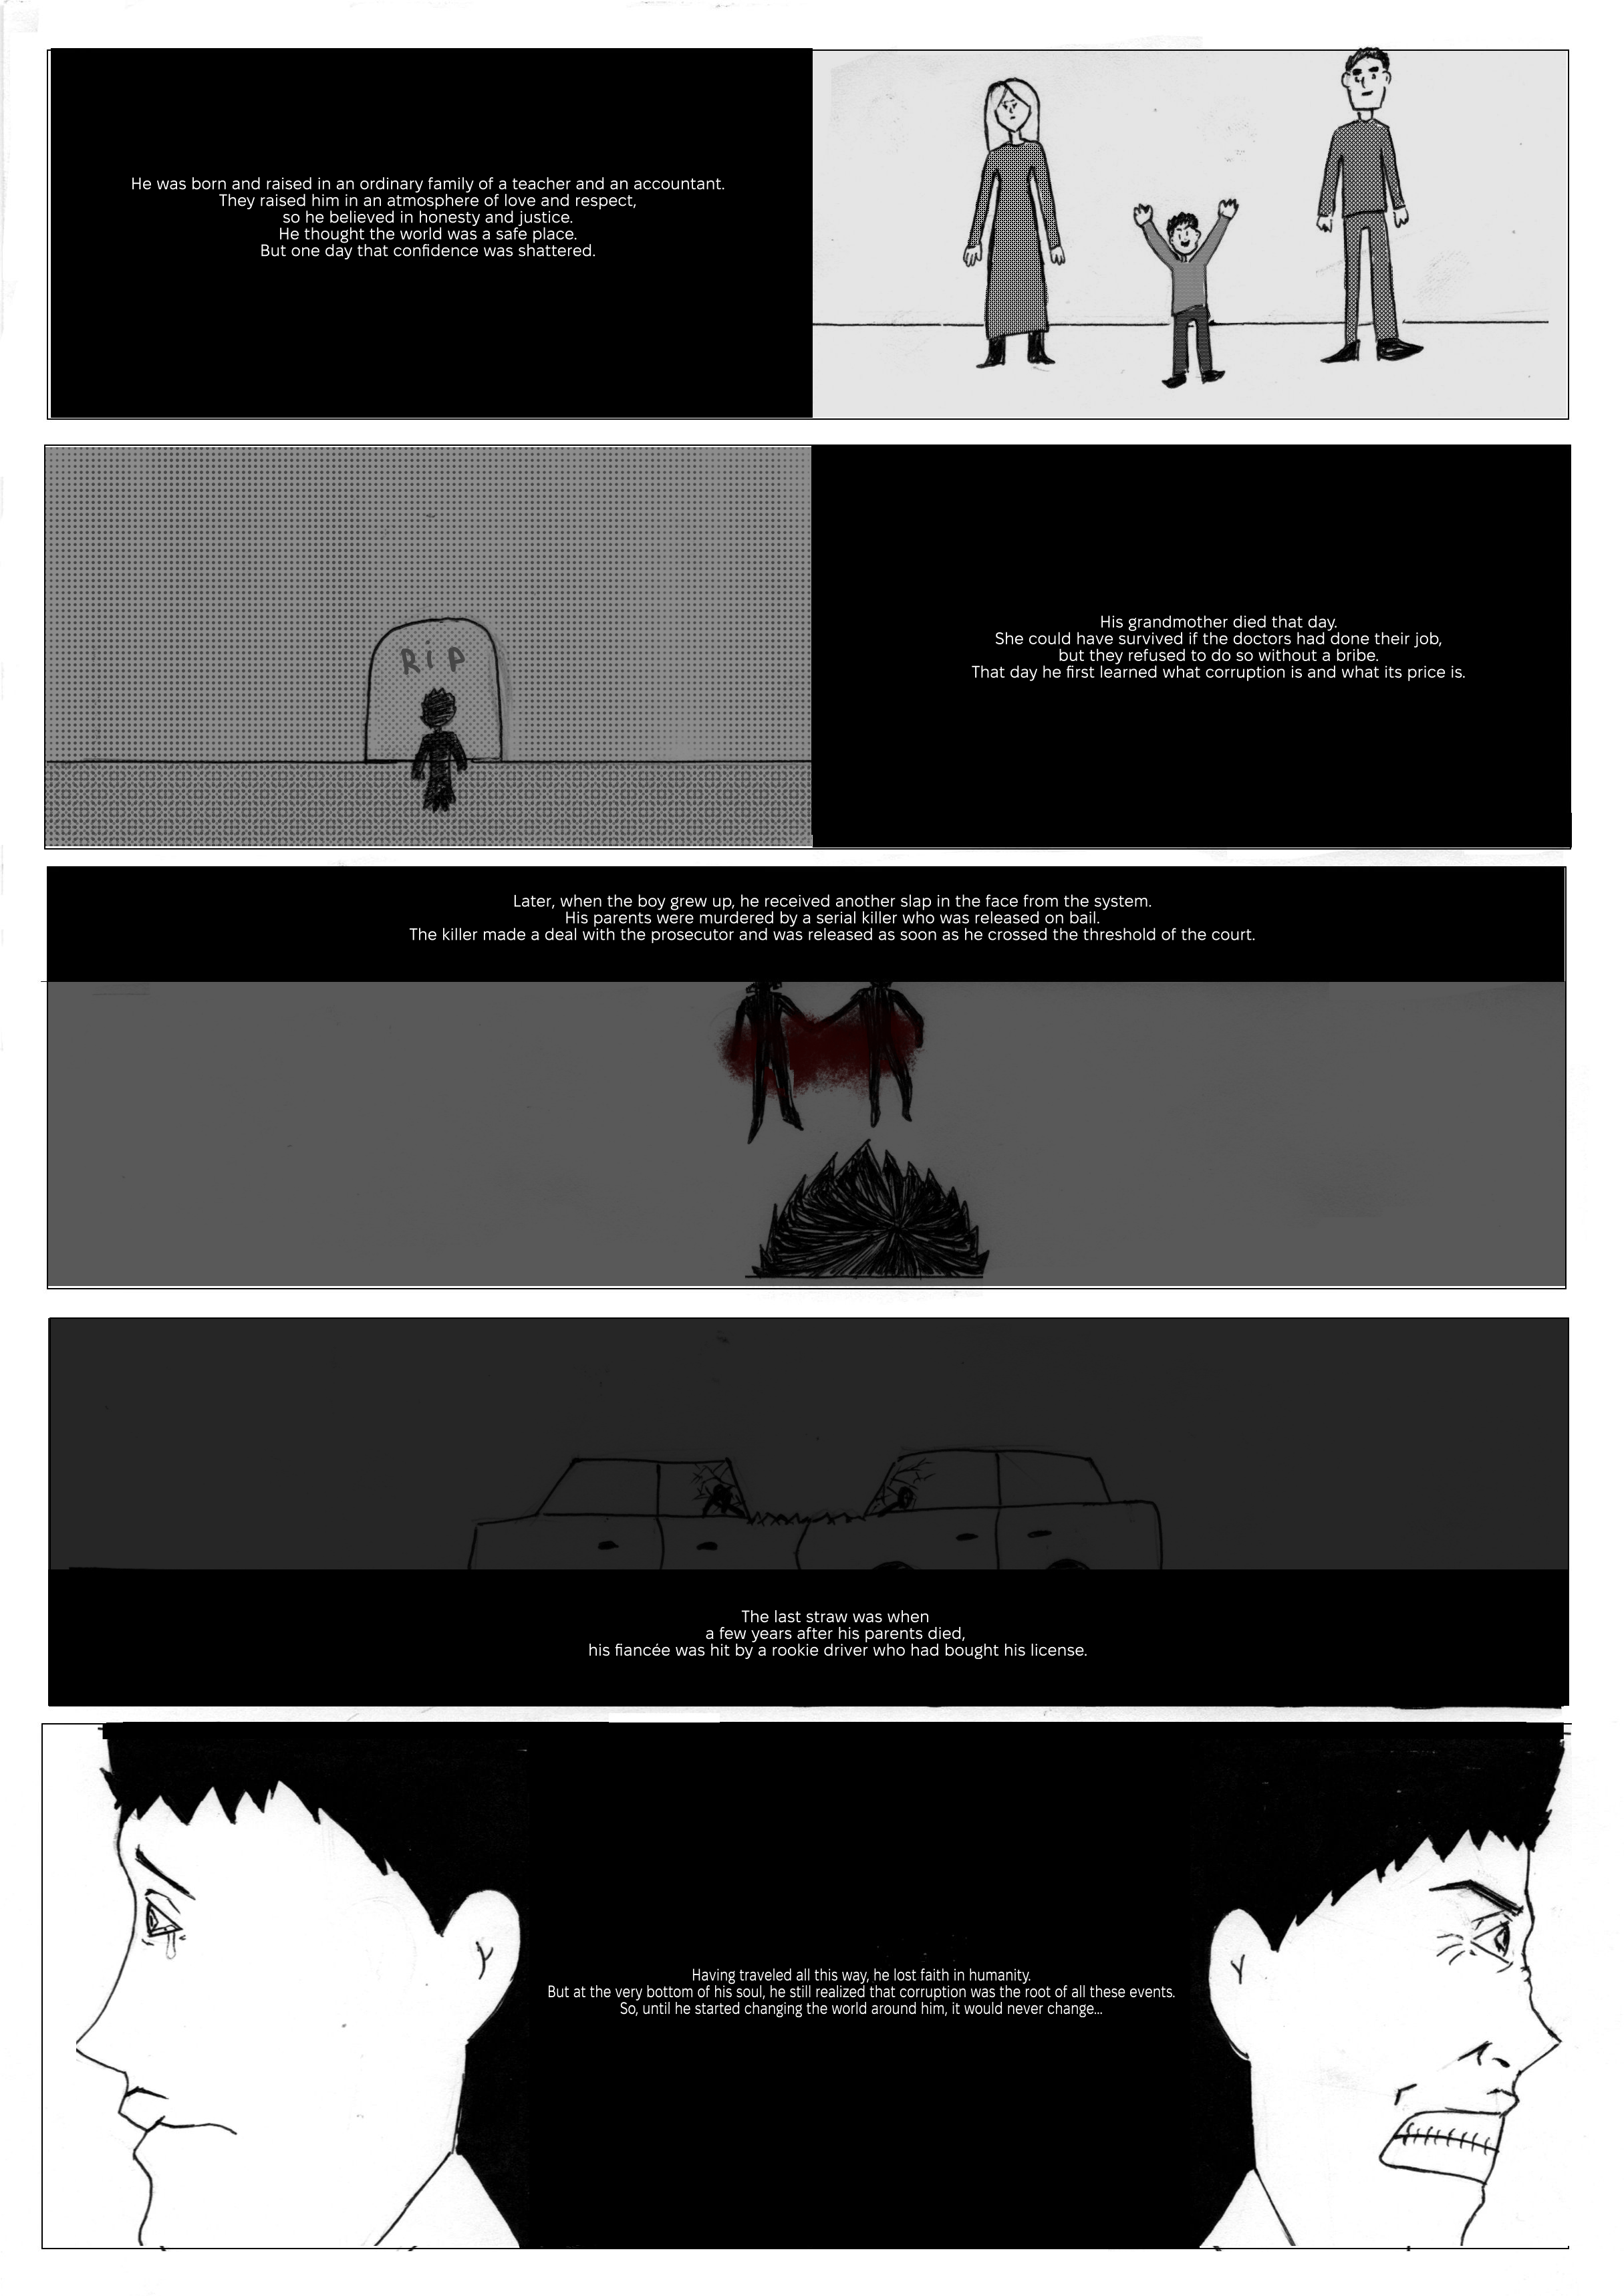 He was born and raised in an ordinary family of a teacher and an accountant.
They raised him in an atmosphere of love and respect,
so he believed in honesty and justice.
He thought the world was a safe place.
But one day that confidence was shattered.
RiP
His grandmother died that day.
She could have survived if the doctors had done their job,
but they refused to do so without a bribe.
That day he first learned what corruption is and what its price is.
Later, when the boy grew up, he received another slap in the face from the system.
His parents were murdered by a serial killer who was released on bail.
The killer made a deal with the prosecutor and was released as soon as he crossed the threshold of the court.
The last straw was when
a few years after his parents died,
his fiancée was hit by a rookie driver who had bought his license.
Having traveled all this way, he lost faith in humanity.
But at the very bottom of his soul, he still realized that corruption was the root of all these events.
So, until he started changing the world around him, it would never change...